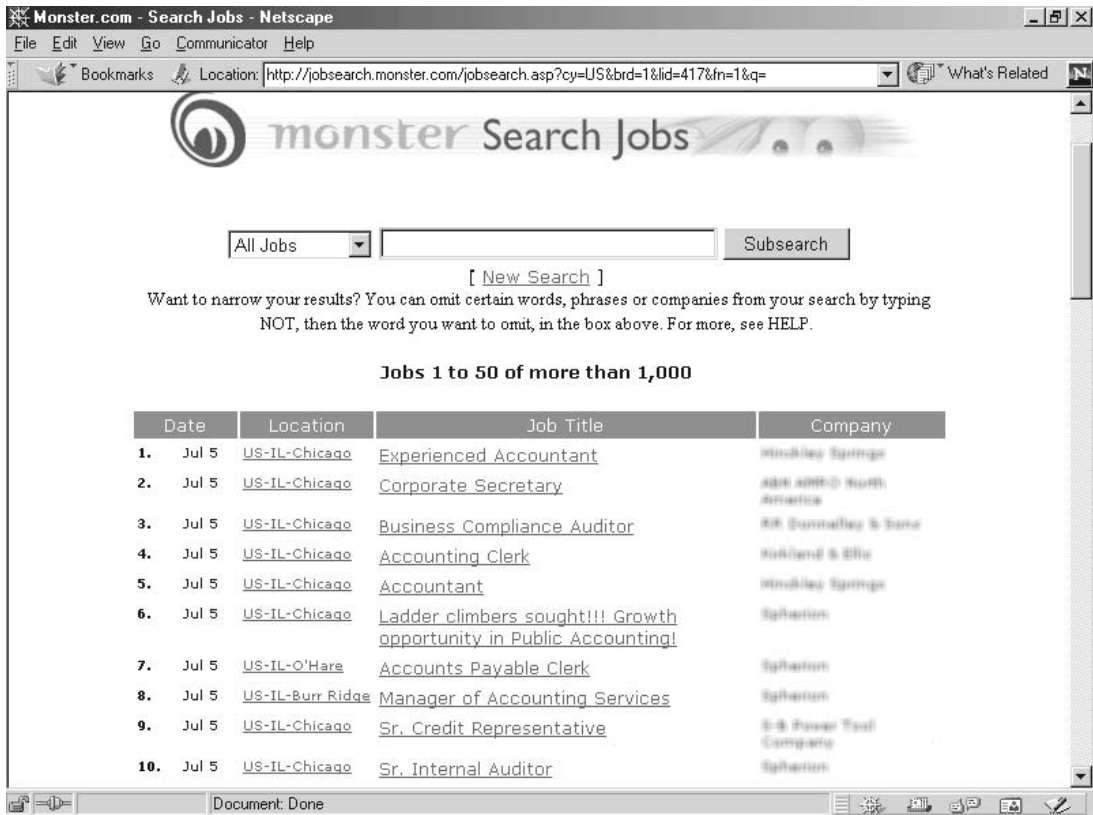 Monster.com - Search Jobs - Netscape
File Edit View Go Communicator Help
Bookmarks Location: http://jobsearch.monster.com/jobsearch.asp?cy=US&brd=1&lid=417&fn=1&q= What's Related N
monster Search Jobs
All Jobs Subsearch
[ New Search ]
Want to narrow your results? You can omit certain words, phrases or companies from your search by typing
NOT, then the word you want to omit, in the box above. For more, see HELP.
Jobs 1 to 50 of more than 1,000
Date Location Job Title Company
1. Jul 5 US-IL-Chicago Experienced Accountant
2. Jul 5 US-IL-Chicago Corporate Secretary
3. Jul 5 US-IL-Chicago Business Compliance Auditor
4. Jul 5 US-IL-Chicago Accounting Clerk
5. Jul 5 US-IL-Chicago Accountant
6. Jul 5 US-IL-Chicago Ladder climbers sought!!! Growth
opportunity in Public Accounting!
7. Jul 5 US-IL-O'Hare Accounts Payable Clerk
8. Jul 5 US-IL-Burr Ridge Manager of Accounting Services
9. Jul 5 US-IL-Chicago Sr. Credit Representative
10. Jul 5 US-IL-Chicago Sr. Internal Auditor
Document: Done